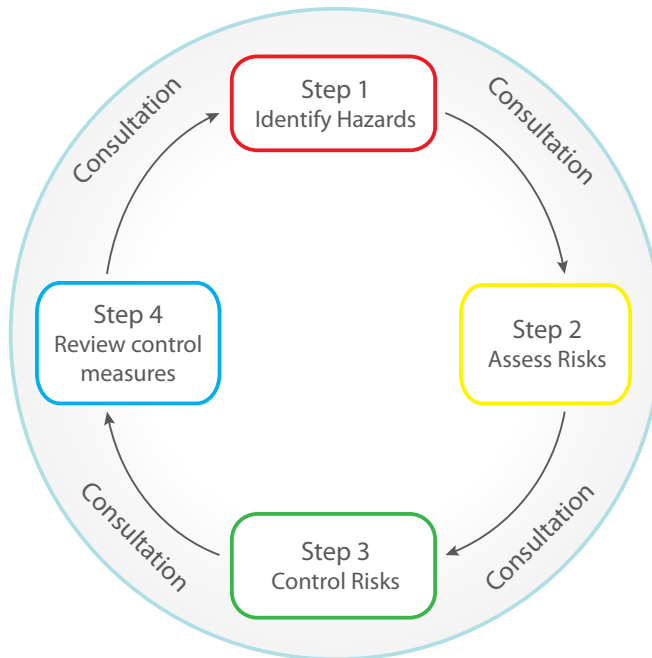 Step 1
Identify Hazards
Consultation
Step 2
Assess Risks
Consultation
Step 3
Control Risks
Consultation
Step 4
Review control
measures
Consultation